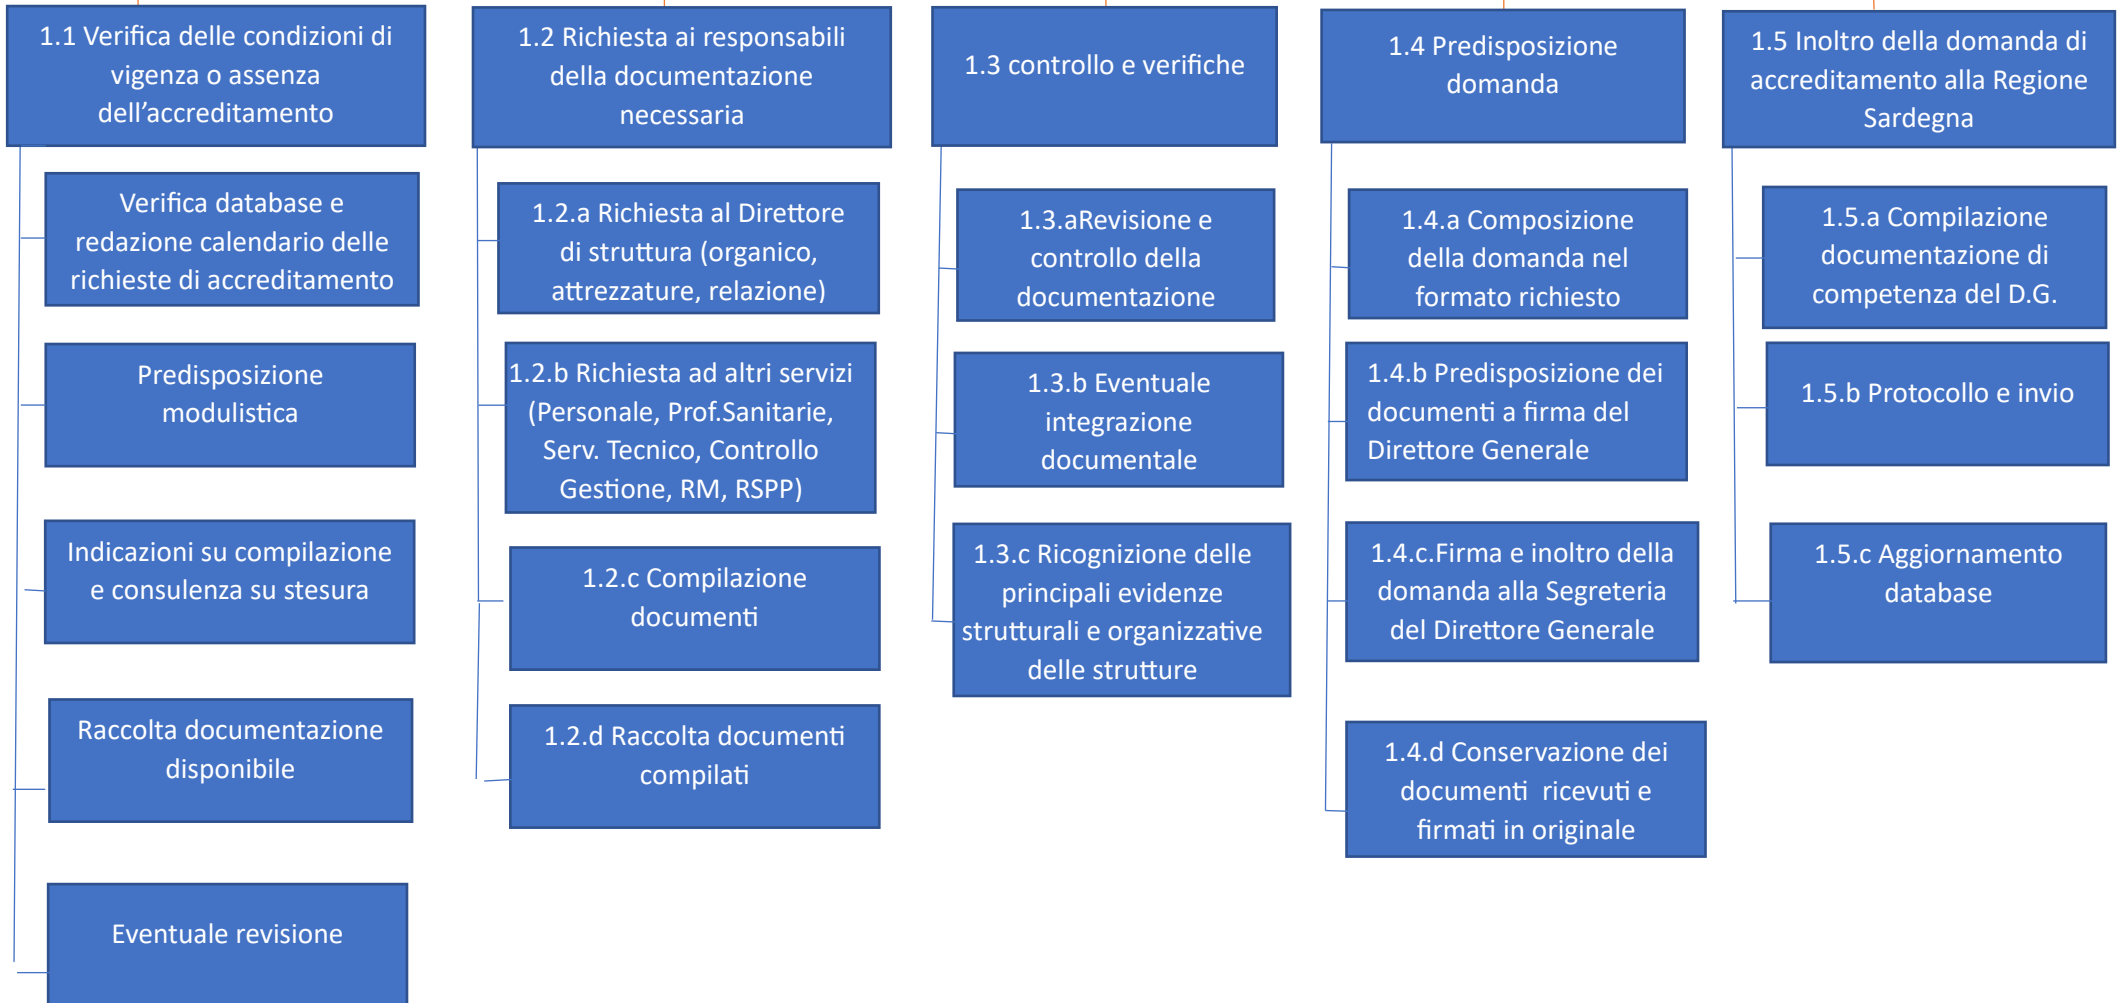 1.1 Verifica delle condizioni di
vigenza o assenza
dell’accreditamento
Verifica database e
redazione calendario delle
richieste di accreditamento
Predisposizione
modulistica
Indicazioni su compilazione
e consulenza su stesura
Raccolta documentazione
disponibile
Eventuale revisione
1.2 Richiesta ai responsabili
della documentazione
necessaria
1.2.a Richiesta al Direttore
di struttura (organico,
attrezzature, relazione)
1.2.b Richiesta ad altri servizi
(Personale, Prof.Sanitarie,
Serv. Tecnico, Controllo
Gestione, RM, RSPP)
1.2.c Compilazione
documenti
1.2.d Raccolta documenti
compilati
1.3 controllo e verifiche
1.3.aRevisione e
controllo della
documentazione
1.3.b Eventuale
integrazione
documentale
1.3.c Ricognizione delle
principali evidenze
strutturali e organizzative
delle strutture
1.4 Predisposizione
domanda
1.4.a Composizione
della domanda nel
formato richiesto
1.4.b Predisposizione dei
documenti a firma del
Direttore Generale
1.4.c.Firma e inoltro della
domanda alla Segreteria
del Direttore Generale
1.4.d Conservazione dei
documenti ricevuti e
firmati in originale
1.5 Inoltro della domanda di
accreditamento alla Regione
Sardegna
1.5.a Compilazione
documentazione di
competenza del D.G.
1.5.b Protocollo e invio
1.5.c Aggiornamento
database